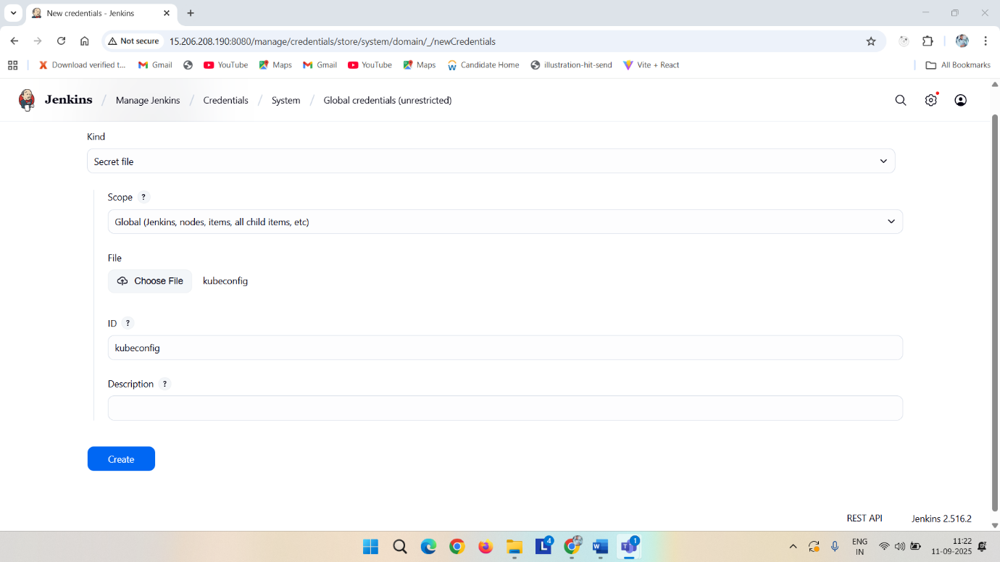 New credentials - Jenkins
Not secure
15.206.208.190:8080/manage/credentials/store/system/domain/_/newCredentials
Download verified t...
Gmail
YouTube
Maps
Gmail
YouTube
Maps
Candidate Home
illustration-hit-send
Vite + React
All Bookmarks
Jenkins / Manage Jenkins / Credentials / System / Global credentials (unrestricted)
Kind
Secret file
Scope ?
Global (Jenkins, nodes, items, all child items, etc)
File
Choose File kubeconfig
ID ?
kubeconfig
Description ?
Create
REST API Jenkins 2.516.2
L 4
W
T 1
ENG
IN
11:22
11-09-2025